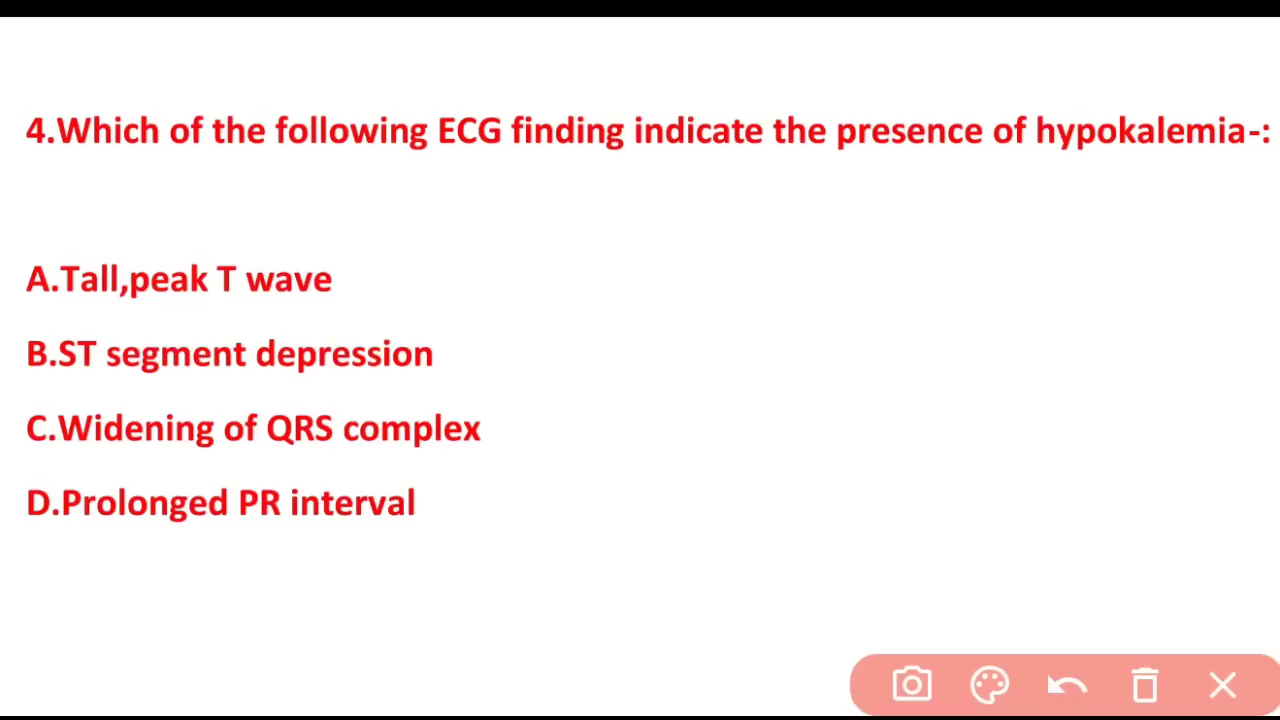 4.Which of the following ECG finding indicate the presence of hypokalemia-:
A.Tall,peak T wave
B.ST segment depression
C.Widening of QRS complex
D.Prolonged PR interval